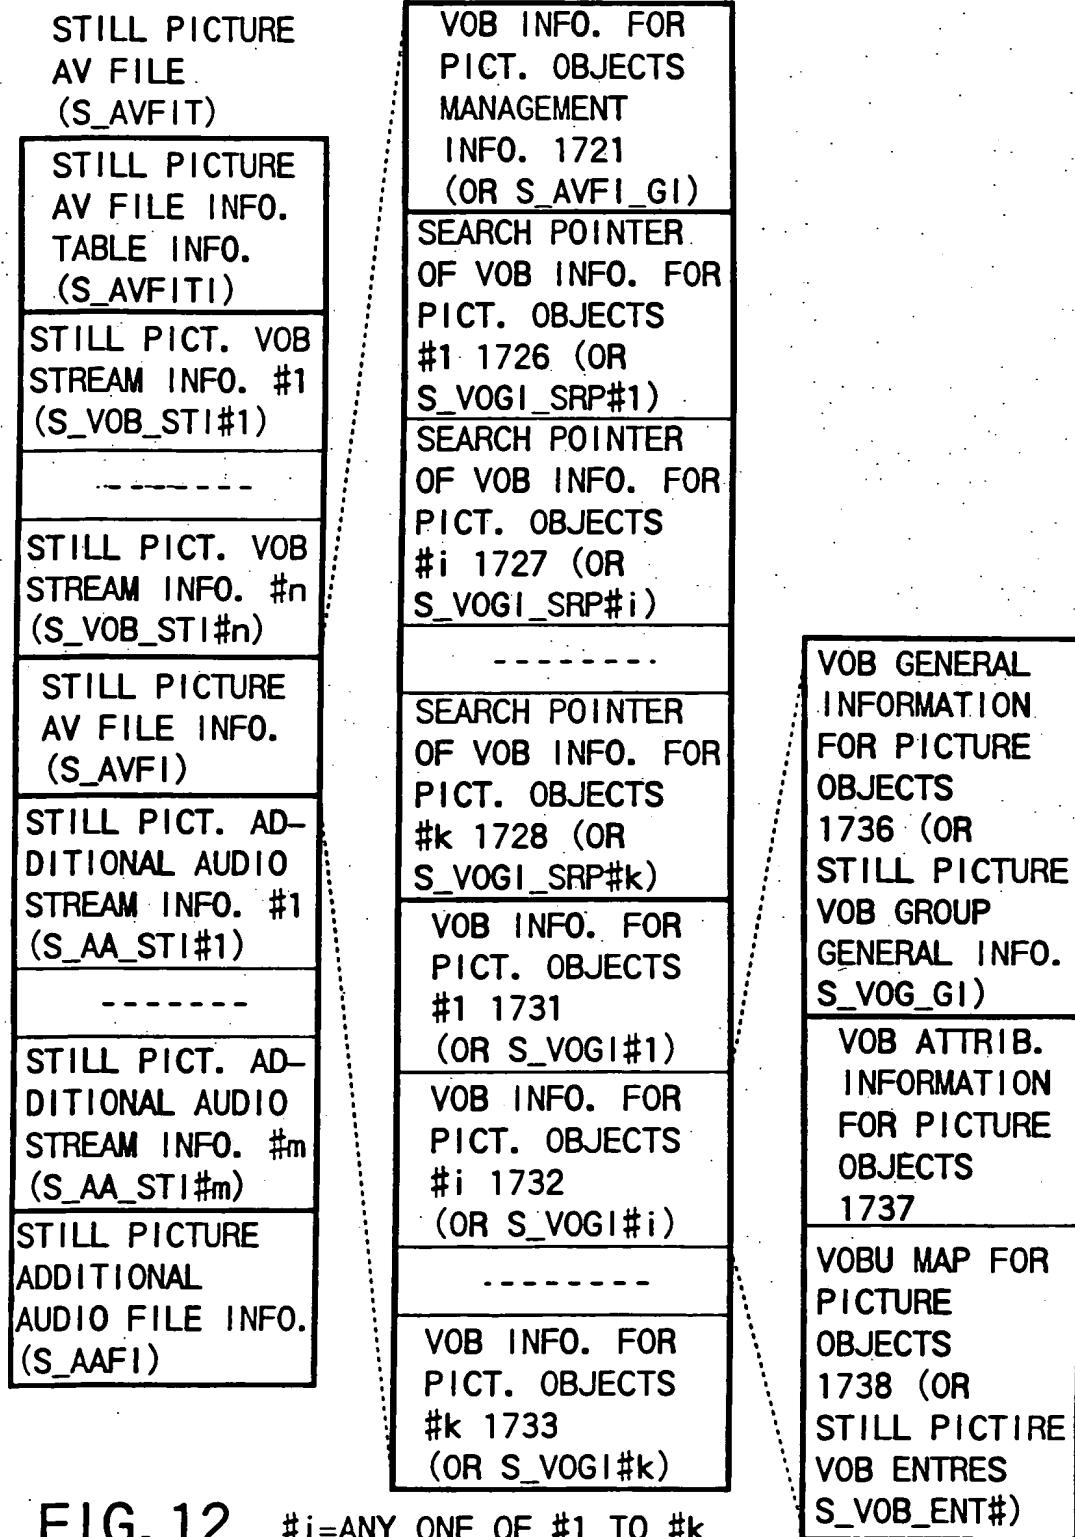 STILL PICTURE
AV FILE
(S_AVFIT)
STILL PICTURE
AV FILE INFO.
TABLE INFO.
(S_AVFITI)
STILL PICT. VOB
STREAM INFO. #1
(S_VOB_STI#1)
-------
STILL PICT. VOB
STREAM INFO. #n
(S_VOB_STI#n)
STILL PICTURE
AV FILE INFO.
(S_AVFI)
STILL PICT. AD-
DITIONAL AUDIO
STREAM INFO. #1
(S_AA_STI#1)
-------
STILL PICT. AD-
DITIONAL AUDIO
STREAM INFO. #m
(S_AA_STI#m)
STILL PICTURE
ADDITIONAL
AUDIO FILE INFO.
(S_AAFI)
VOB INFO. FOR
PICT. OBJECTS
MANAGEMENT
INFO. 1721
(OR S_AVFI_GI)
SEARCH POINTER
OF VOB INFO. FOR
PICT. OBJECTS
#1 1726 (OR
S_VOGI_SRP#1)
SEARCH POINTER
OF VOB INFO. FOR
PICT. OBJECTS
#i 1727 (OR
S_VOGI_SRP#i)
--------
SEARCH POINTER
OF VOB INFO. FOR
PICT. OBJECTS
#k 1728 (OR
S_VOGI_SRP#k)
VOB INFO. FOR
PICT. OBJECTS
#1 1731
(OR S_VOGI#1)
VOB INFO. FOR
PICT. OBJECTS
#i 1732
(OR S_VOGI#i)
--------
VOB INFO. FOR
PICT. OBJECTS
#k 1733
(OR S_VOGI#k)
VOB GENERAL
INFORMATION
FOR PICTURE
OBJECTS
1736 (OR
STILL PICTURE
VOB GROUP
GENERAL INFO.
S_VOG_GI)
VOB ATTRIB.
INFORMATION
FOR PICTURE
OBJECTS
1737
VOBU MAP FOR
PICTURE
OBJECTS
1738 (OR
STILL PICTIRE
VOB ENTRES
S_VOB_ENT#)
FIG. 12 #i=ANY ONE OF #1 TO #k